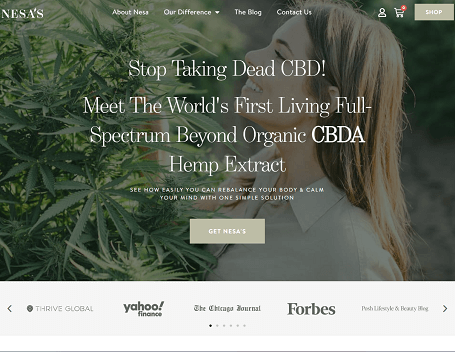 NESA'S
About Nesa
Our Difference
The Blog
Contact Us
SHOP
Stop Taking Dead CBD!
Meet The World's First Living Full-
Spectrum Beyond Organic CBDA
Hemp Extract
SEE HOW EASILY YOU CAN REBALANCE YOUR BODY & CALM
YOUR MIND WITH ONE SIMPLE SOLUTION
GET NESA'S
THRIVE GLOBAL
yahoo!
finance
The Chicago Journal
Forbes
Posh Lifestyle & Beauty Blog